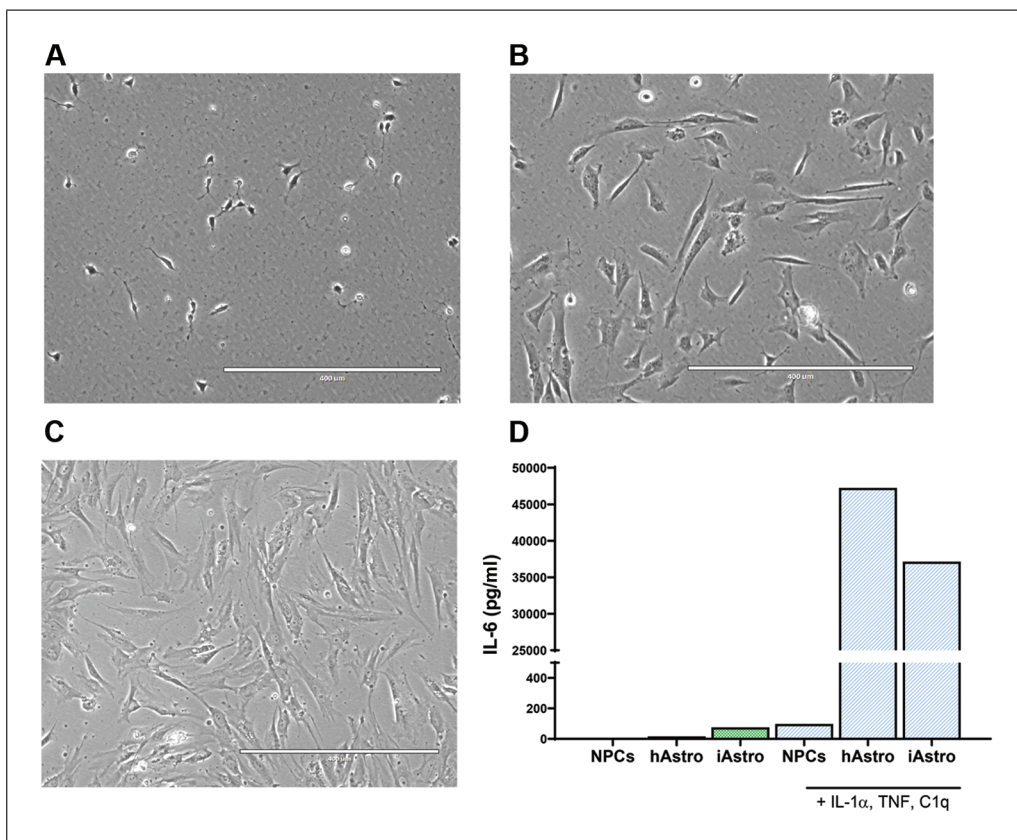 A
B
400 um
400 um
C
D
400 um
IL-6 (pg/ml)
50000
45000
40000
35000
30000
25000
400
200
0
NPCs hAstro iAstro NPCs hAstro iAstro
+ IL-1α, TNF, C1q